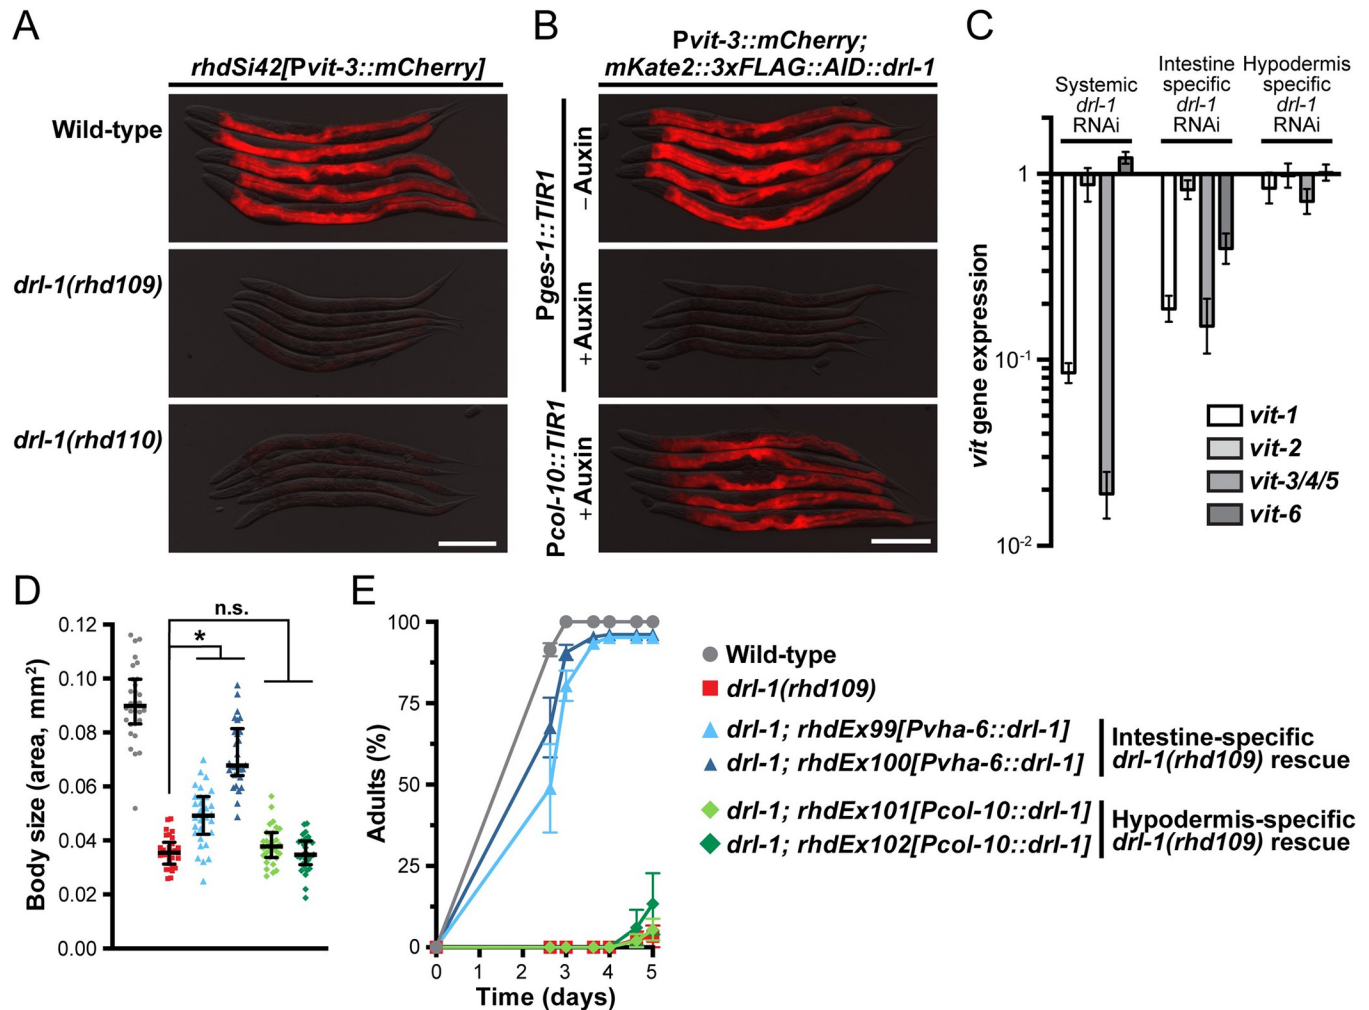 A
rhdSi42[Pvit-3::mCherry]
Wild-type
drl-1(rhd109)
drl-1(rhd110)
B
Pvit-3::mCherry;
mKate2::3xFLAG::AID::drl-1
Pges-1::TIR1
−Auxin
+Auxin
Pcol-10::TIR1
+Auxin
C
Systemic
drl-1
RNAi
Intestine
specific
drl-1
RNAi
Hypodermis
specific
drl-1
RNAi
vit gene expression
1
10-1
10-2
vit-1
vit-2
vit-3/4/5
vit-6
D
Body size (area, mm2)
0.12
0.10
0.08
0.06
0.04
0.02
0.00
*
n.s.
E
Adults (%)
100
75
50
25
0
0 1 2 3 4 5
Time (days)
Wild-type
drl-1(rhd109)
drl-1; rhdEx99[Pvha-6::drl-1]
drl-1; rhdEx100[Pvha-6::drl-1]
Intestine-specific
drl-1(rhd109) rescue
drl-1; rhdEx101[Pcol-10::drl-1]
drl-1; rhdEx102[Pcol-10::drl-1]
Hypodermis-specific
drl-1(rhd109) rescue